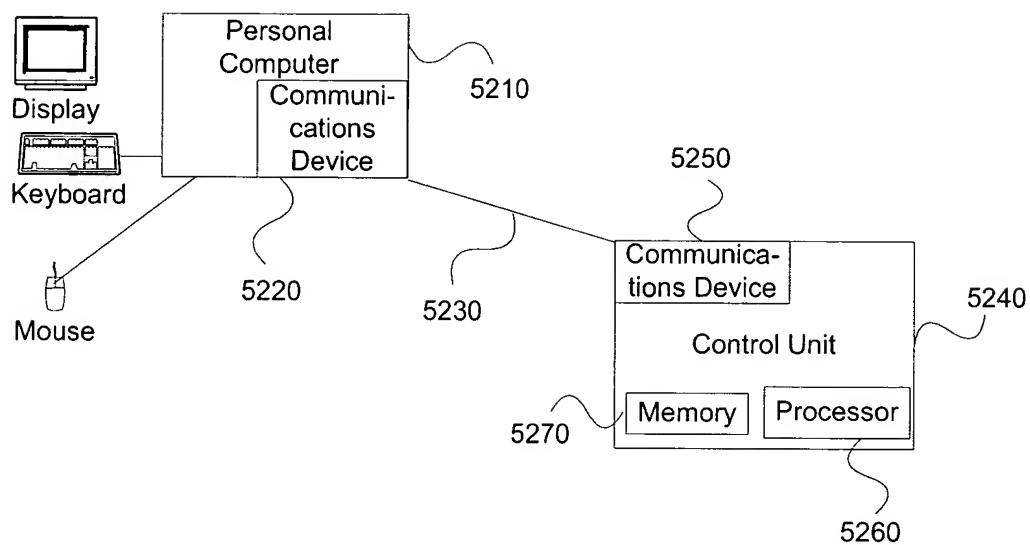 Personal
Computer
5210
Communi-
cations
Device
Display
Keyboard
5220
5230
Mouse
5250
Communica-
tions Device
5240
Control Unit
Memory
Processor
5270
5260